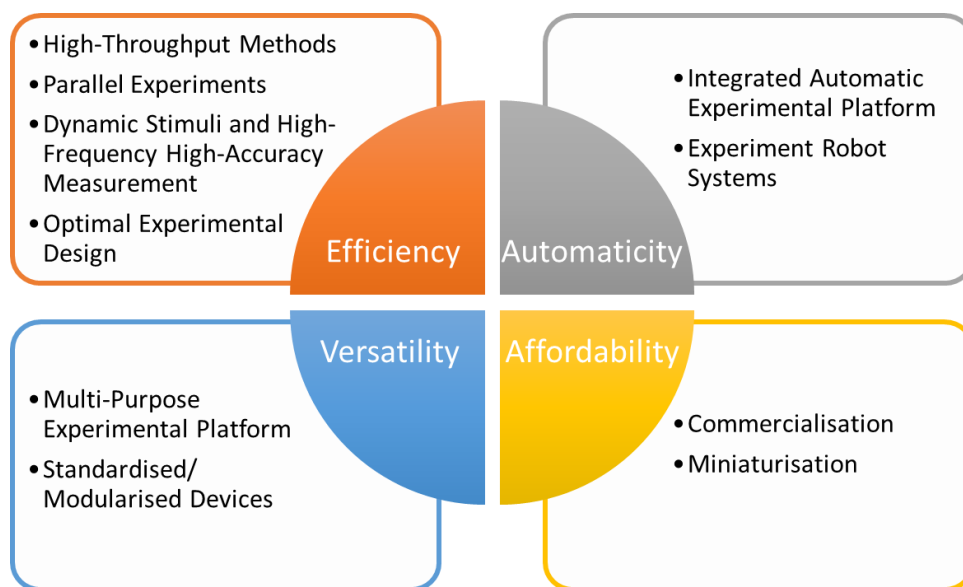 •High-Throughput Methods
•Parallel Experiments
•Dynamic Stimuli and High-
Frequency High-Accuracy
Measurement
•Optimal Experimental
Design
Efficiency
•Integrated Automatic
Experimental Platform
•Experiment Robot
Systems
Automaticity
Versatility
•Multi-Purpose
Experimental Platform
•Standardised/
Modularised Devices
Affordability
•Commercialisation
•Miniaturisation